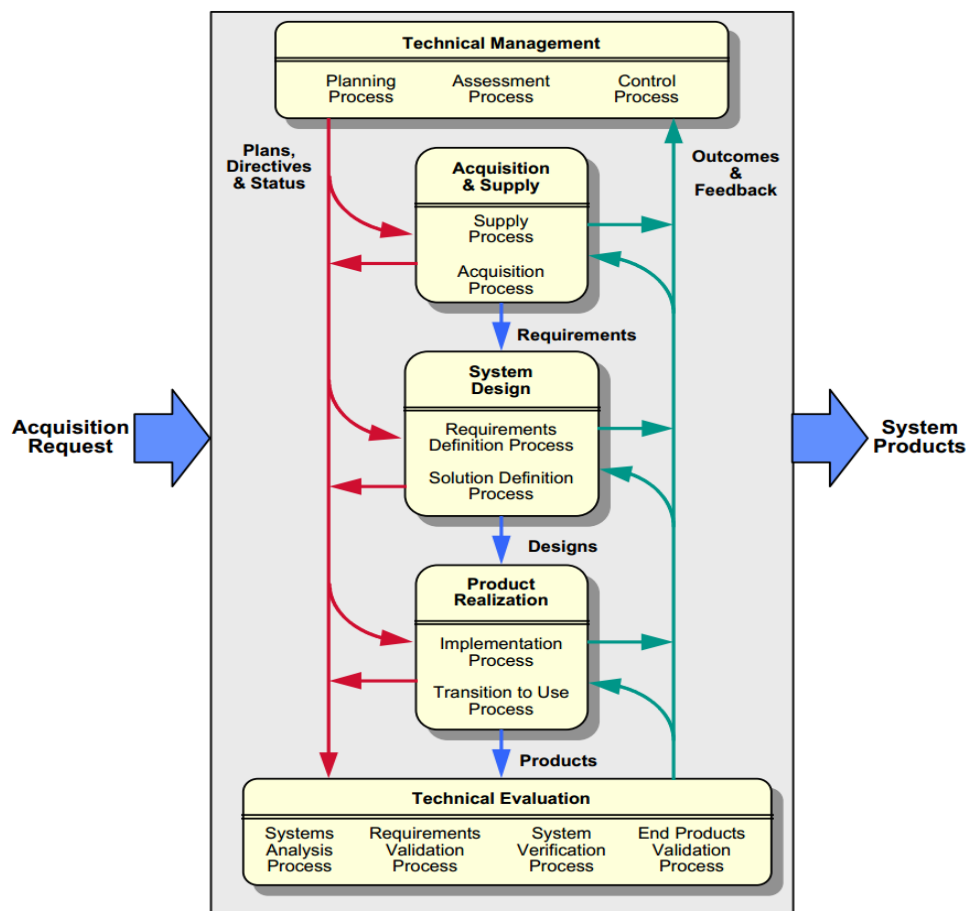 Technical Management
Planning
Process
Assessment
Process
Control
Process
Plans,
Directives
& Status
Outcomes
&
Feedback
Acquisition
& Supply
Supply
Process
Acquisition
Process
Requirements
System
Design
Requirements
Definition Process
Solution Definition
Process
Acquisition
Request
System
Products
Designs
Product
Realization
Implementation
Process
Transition to Use
Process
Products
Technical Evaluation
Systems
Analysis
Process
Requirements
Validation
Process
System
Verification
Process
End Products
Validation
Process